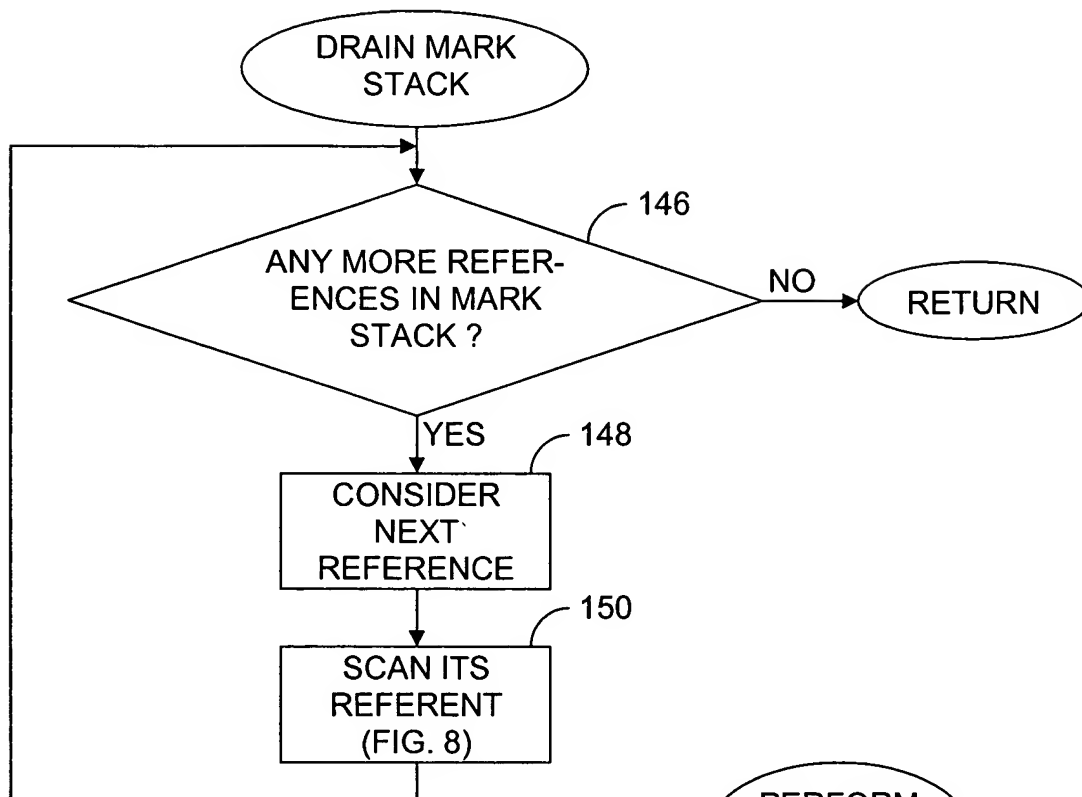 DRAIN MARK
STACK
146
ANY MORE REFER-
ENCES IN MARK
STACK ?
NO
RETURN
YES
148
CONSIDER
NEXT
REFERENCE
150
SCAN ITS
REFERENT
(FIG. 8)
PERFORM